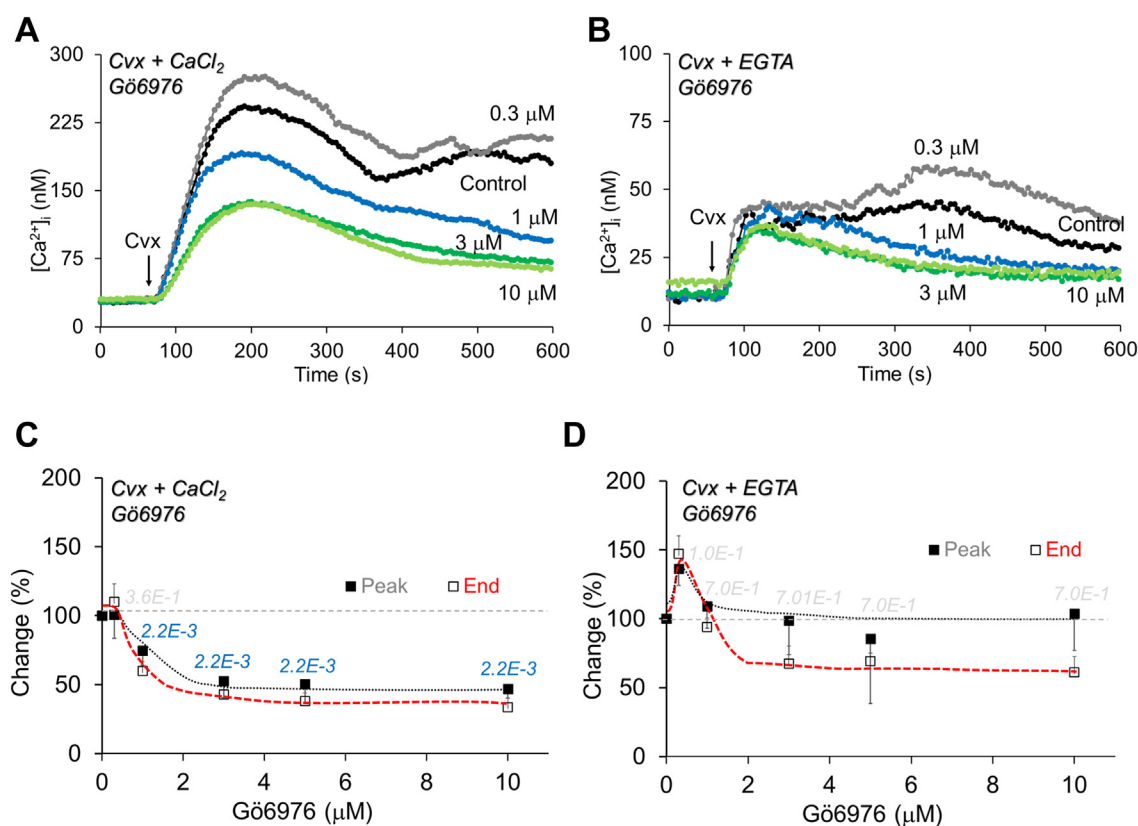 A
Cvx + CaCl2
Gö6976
[Ca2+]i (nM)
300
225
150
75
0
0.3 µM
Control
1 µM
3 µM
10 µM
Cvx
0 100 200 300 400 500 600
Time (s)
B
Cvx + EGTA
Gö6976
[Ca2+]i (nM)
100
75
50
25
0
0.3 µM
Control
1 µM
3 µM
10 µM
Cvx
0 100 200 300 400 500 600
Time (s)
C
Cvx + CaCl2
Gö6976
Change (%)
200
150
100
50
0
Peak End
3.6E-1
2.2E-3
2.2E-3
2.2E-3
2.2E-3
0 2 4 6 8 10
Gö6976 (µM)
D
Cvx + EGTA
Gö6976
Change (%)
200
150
100
50
0
Peak End
1.0E-1
7.0E-1
7.01E-1
7.0E-1
7.0E-1
0 2 4 6 8 10
Gö6976 (µM)